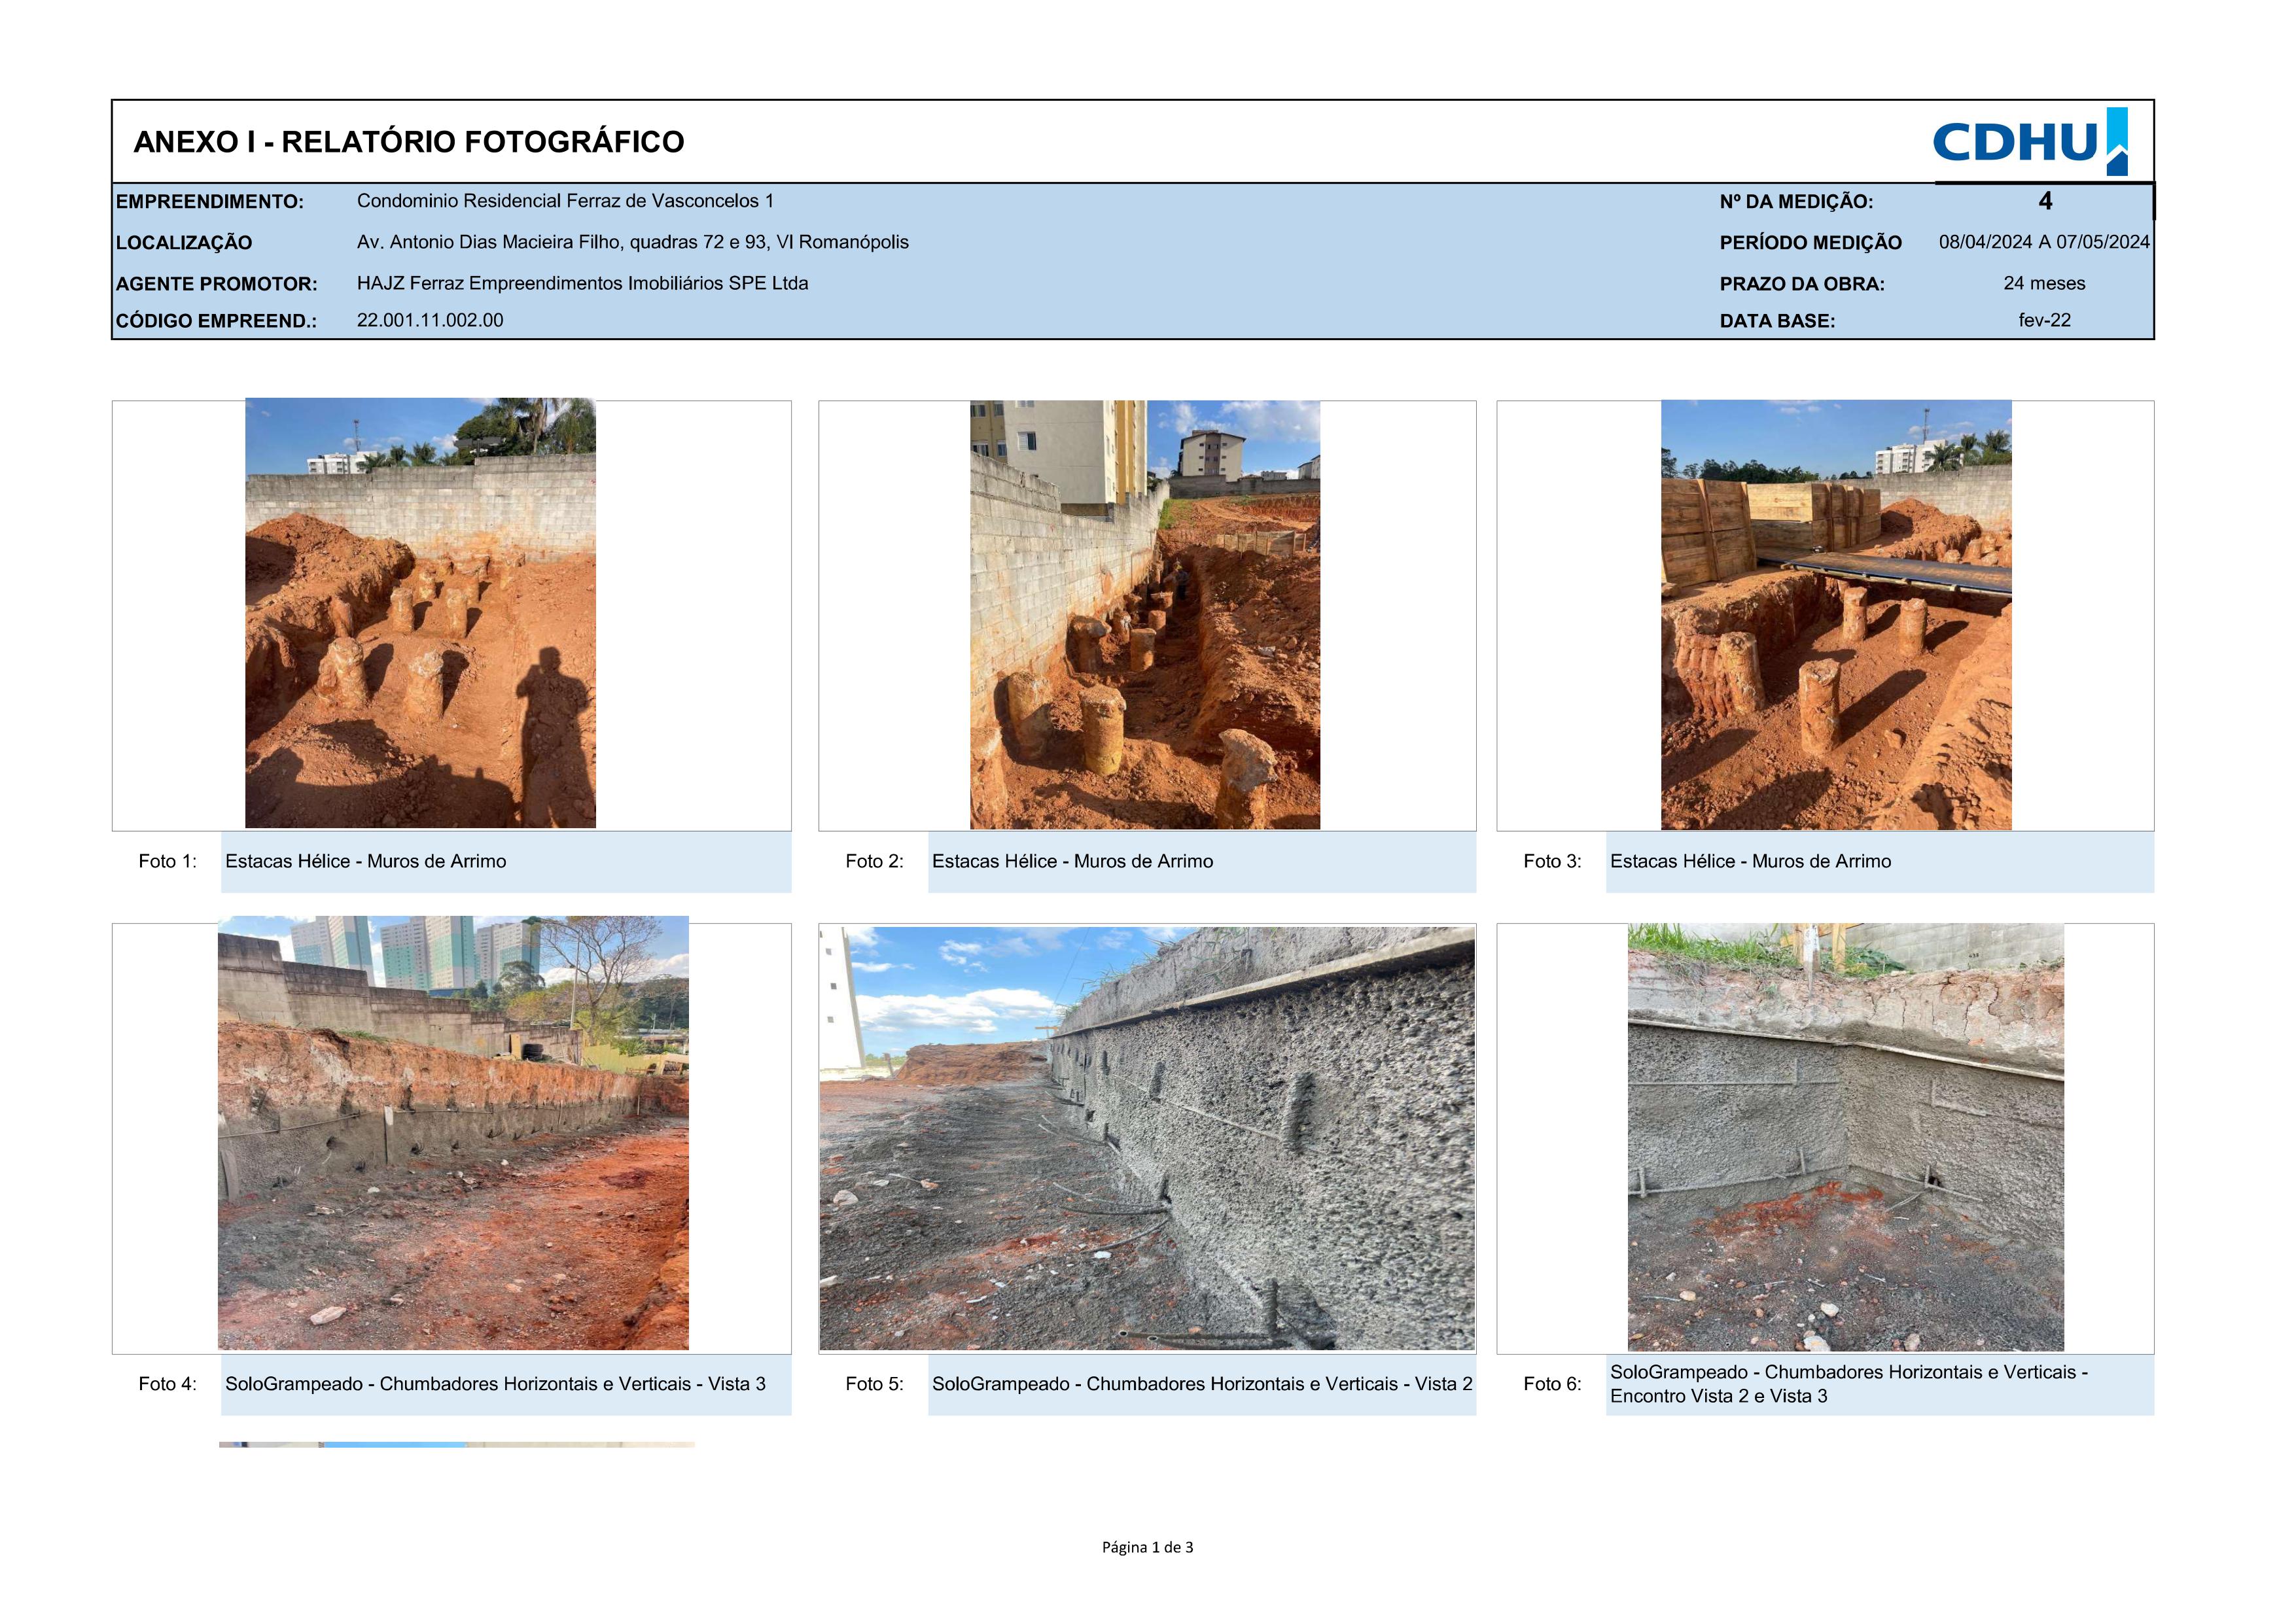 ANEXO I - RELATÓRIO FOTOGRÁFICO
CDHU
EMPREENDIMENTO: Condominio Residencial Ferraz de Vasconcelos 1
Nº DA MEDIÇÃO: 4
LOCALIZAÇÃO Av. Antonio Dias Macieira Filho, quadras 72 e 93, Vl Romanópolis
PERÍODO MEDIÇÃO 08/04/2024 A 07/05/2024
AGENTE PROMOTOR: HAJZ Ferraz Empreendimentos Imobiliários SPE Ltda
PRAZO DA OBRA: 24 meses
CÓDIGO EMPREEND.: 22.001.11.002.00
DATA BASE: fev-22
Foto 1: Estacas Hélice - Muros de Arrimo
Foto 2: Estacas Hélice - Muros de Arrimo
Foto 3: Estacas Hélice - Muros de Arrimo
Foto 4: SoloGrampeado - Chumbadores Horizontais e Verticais - Vista 3
Foto 5: SoloGrampeado - Chumbadores Horizontais e Verticais - Vista 2
Foto 6: SoloGrampeado - Chumbadores Horizontais e Verticais -
Encontro Vista 2 e Vista 3
Página 1 de 3